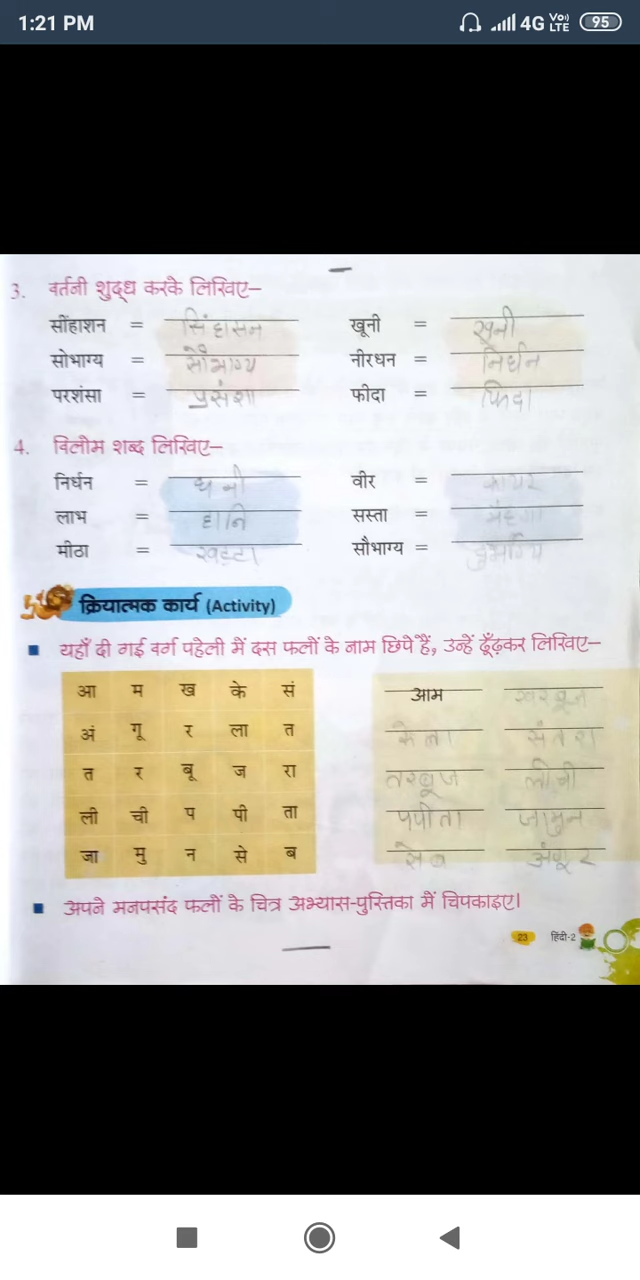 1:21 PM 4G Vo)) LTE 95
3. वर्तनी शुद्ध करके लिखिए–
सींहाशन = सिंहासन खूनी = खूनी
सोभाग्य = सौभाग्य नीरधन = निर्धन
परशंसा = प्रसंशा फीदा = फिदा
4. विलोम शब्द लिखिए–
निर्धन = धनी वीर = कायर
लाभ = हानि सस्ता = महँगा
मीठा = खट्टा सौभाग्य = दुर्भाग्य
क्रियात्मक कार्य (Activity)
यहाँ दी गई वर्ग पहेली में दस फलों के नाम छिपे हैं, उन्हें ढूँढ़कर लिखिए–
आ म ख के सं आम खरबूज
अं गू र ला त केला संतरा
त र बू ज रा तरबूज लीची
ली ची प पी ता पपीता जामुन
जा मु न से ब सेब अंगूर
अपने मनपसंद फलों के चित्र अभ्यास-पुस्तिका में चिपकाइए।
23 हिंदी-2